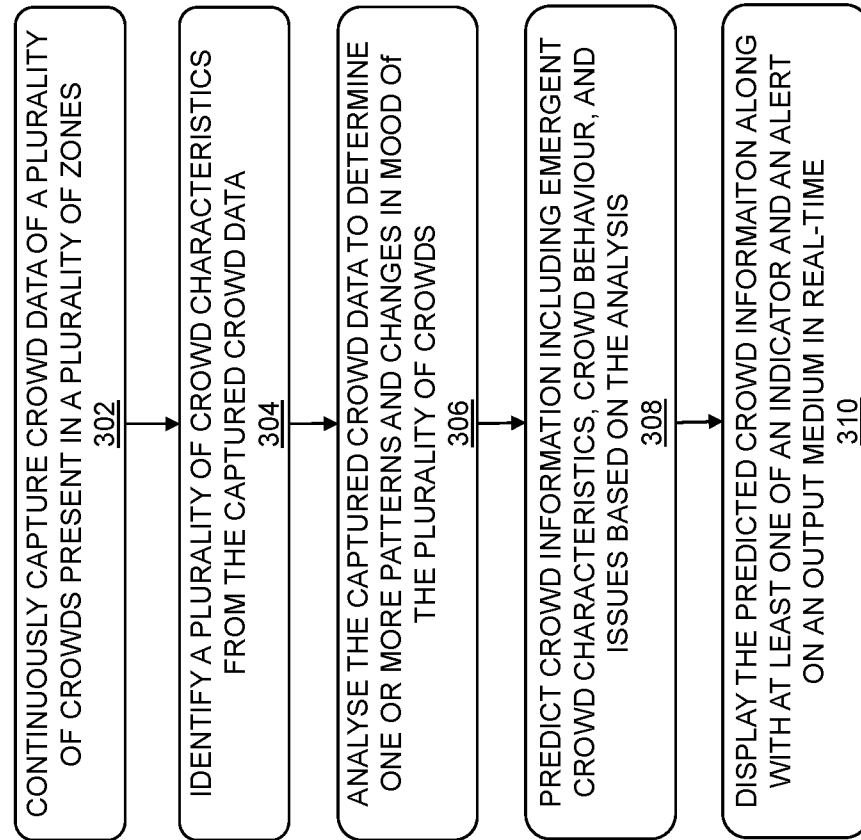 CONTINUOUSLY CAPTURE CROWD DATA OF A PLURALITY
OF CROWDS PRESENT IN A PLURALITY OF ZONES
302
IDENTIFY A PLURALITY OF CROWD CHARACTERISTICS
FROM THE CAPTURED CROWD DATA
304
ANALYSE THE CAPTURED CROWD DATA TO DETERMINE
ONE OR MORE PATTERNS AND CHANGES IN MOOD Of
THE PLURALITY OF CROWDS
306
PREDICT CROWD INFORMATION INCLUDING EMERGENT
CROWD CHARACTERISTICS, CROWD BEHAVIOUR, AND
ISSUES BASED ON THE ANALYSIS
308
DISPLAY THE PREDICTED CROWD INFORMAITON ALONG
WITH AT LEAST ONE OF AN INDICATOR AND AN ALERT
ON AN OUTPUT MEDIUM IN REAL-TIME
310